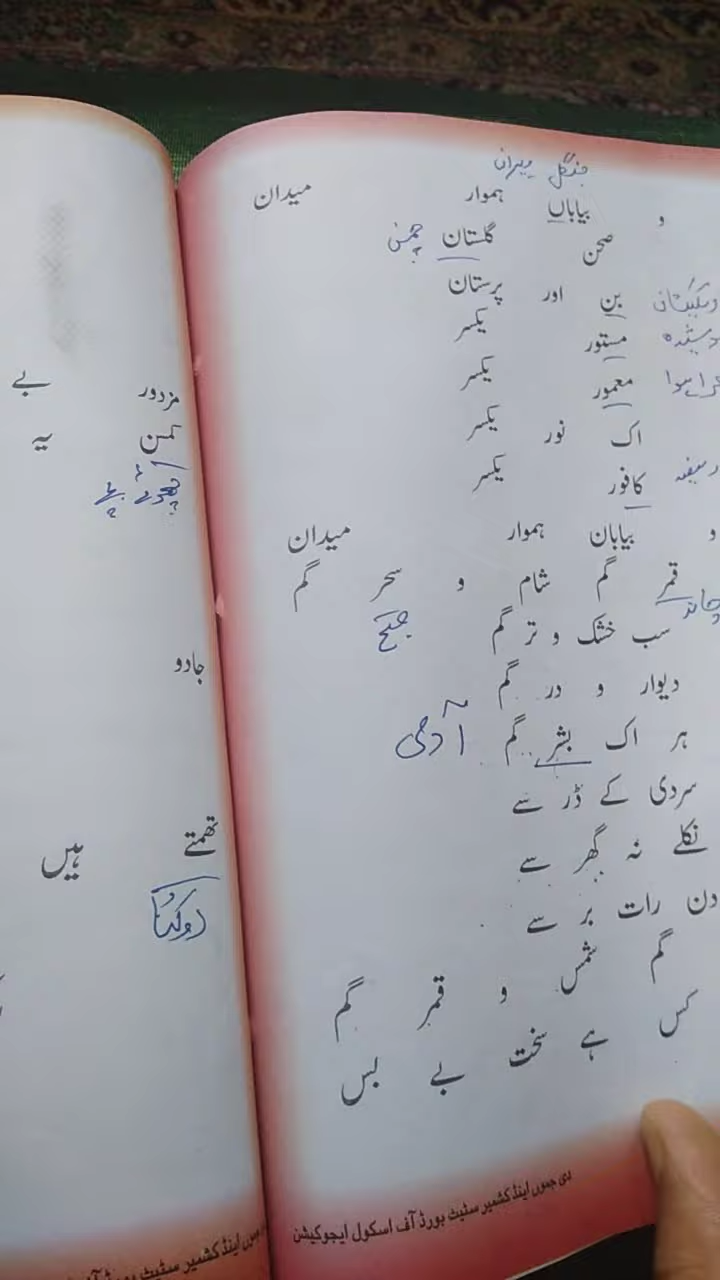 جنگل ویران
و بیاباں ہموار میدان
صحن گلستان چمن
بن اور پرستان
مستور یکسر
معمور یکسر
اک نور یکسر
کافور یکسر
و بیابان ہموار میدان
قمر گم شام و سحر گم
چاند صبح
سب خشک و تر گم
دیوار و در گم
ہر اک بشر گم آدمی
سردی کے ڈر سے
نکلے نہ گھر سے
دن رات بر سے
گم شمس و قمر گم
کس ہے سخت بے بس
دی جموں اینڈ کشمیر سٹیٹ بورڈ آف اسکول ایجوکیشن
مزدور بے
کمسن یہ
جادو
تھمتے ہیں
روکنا